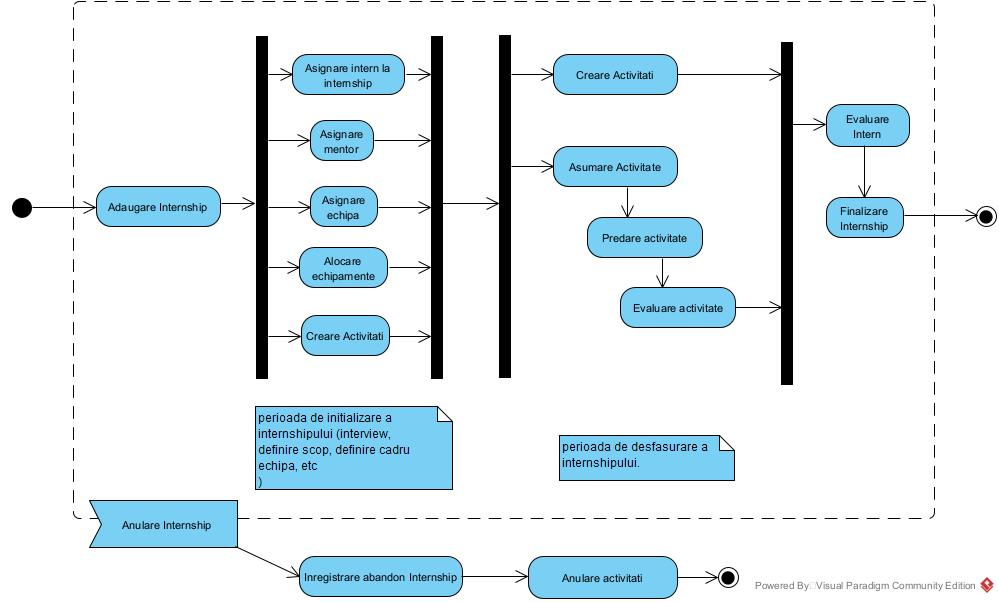 Asignare intern la
internship
Creare Activitati
Asignare
mentor
Evaluare
Intern
Asumare Activitate
Adaugare Internship
Asignare
echipa
Finalizare
Internship
Predare activitate
Alocare
echipamente
Evaluare activitate
Creare Activitati
perioada de initializare a
internshipului (interview,
definire scop, definire cadru
echipa, etc
)
perioada de desfasurare a
internshipului.
Anulare Internship
Inregistrare abandon Internship
Anulare activitati
Powered By Visual Paradigm Community Edition